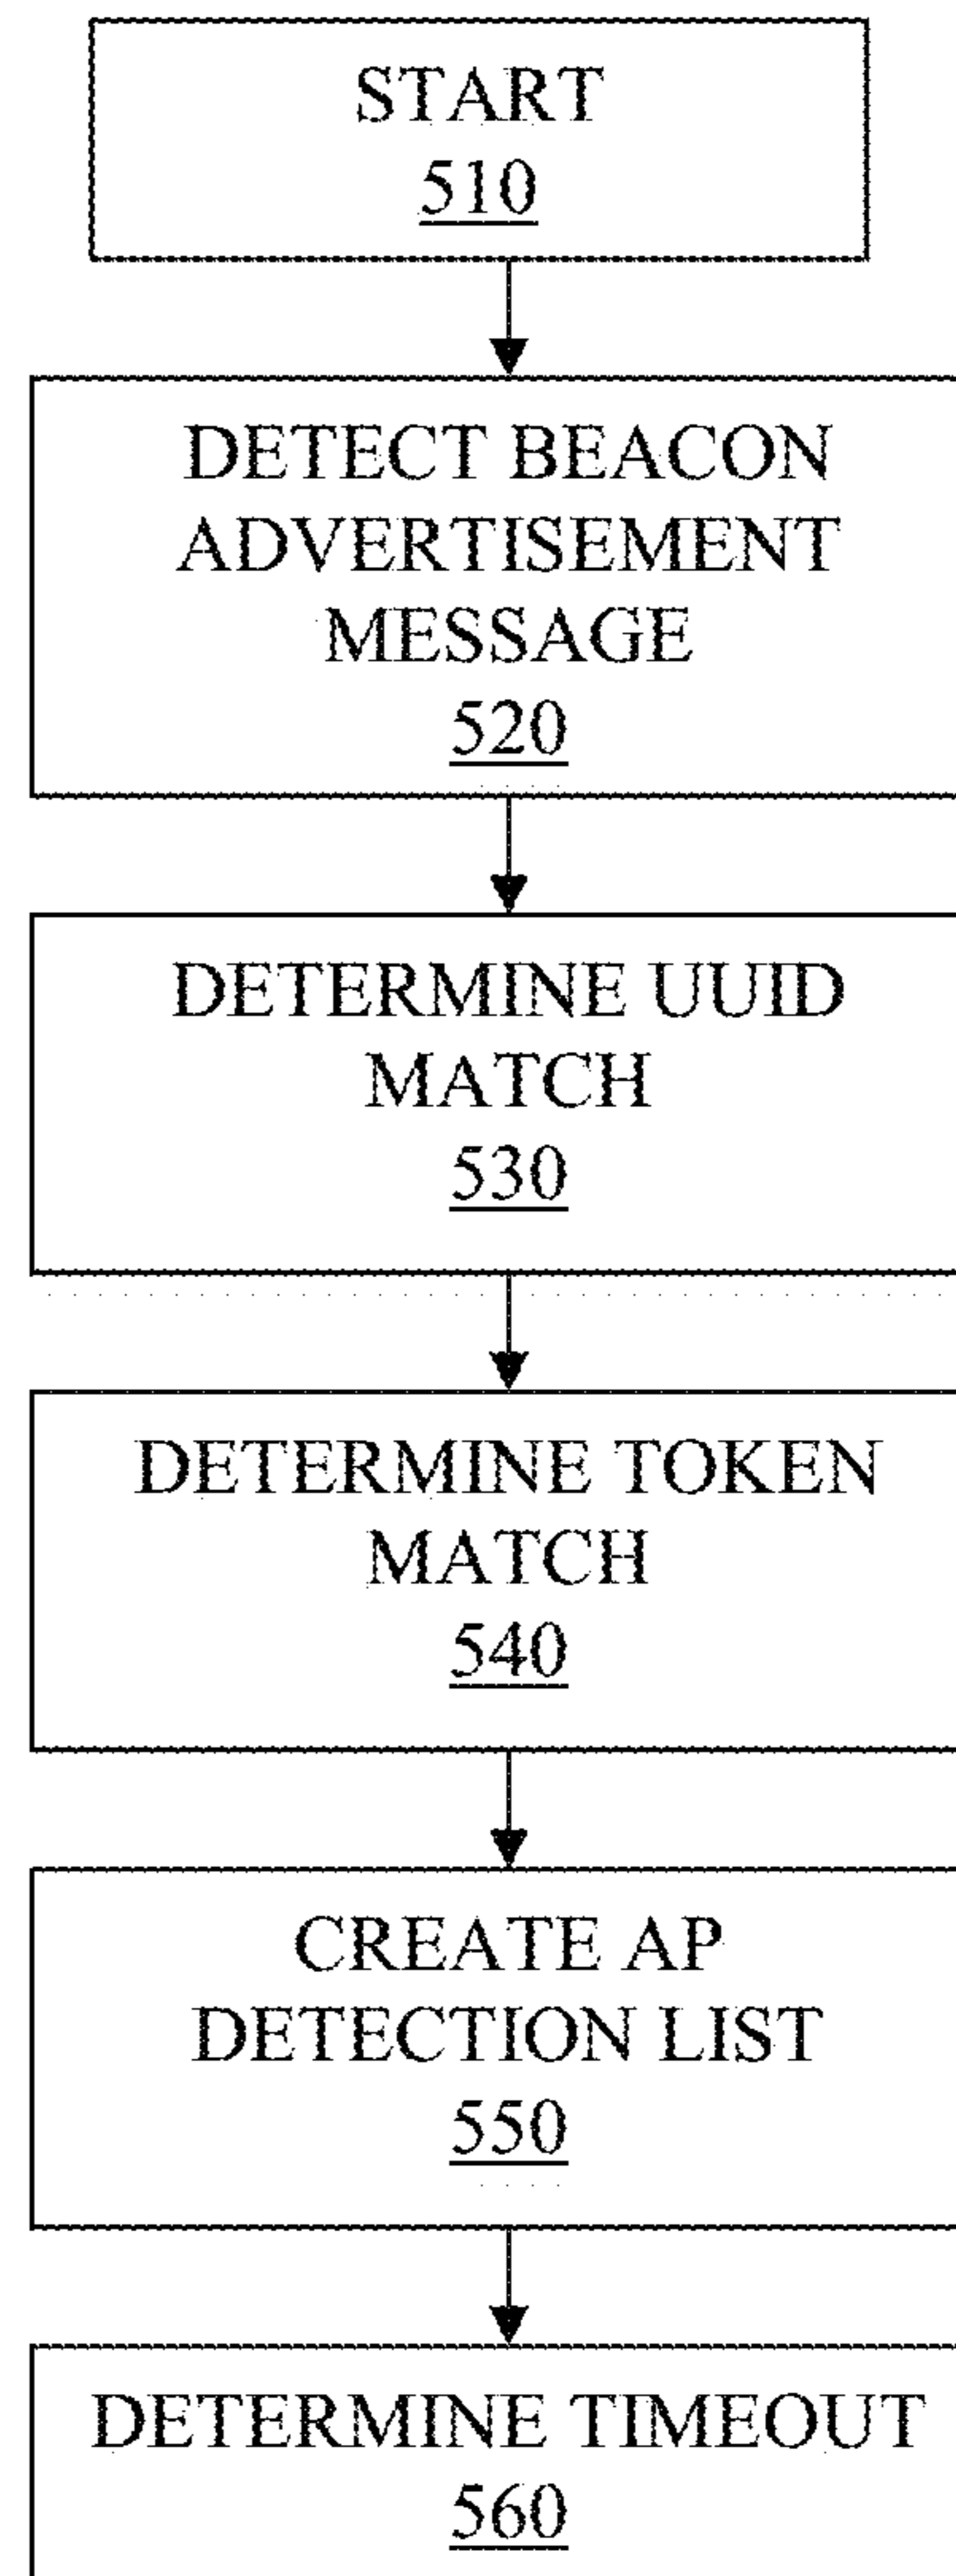 START
510
DETECT BEACON
ADVERTISEMENT
MESSAGE
520
DETERMINE UUID
MATCH
530
DETERMINE TOKEN
MATCH
540
CREATE AP
DETECTION LIST
550
DETERMINE TIMEOUT
560